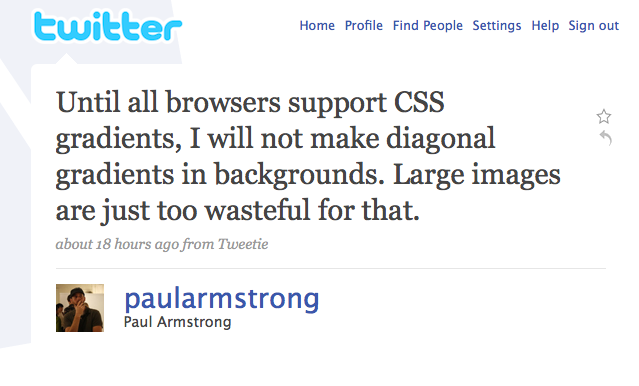 twitter
Home Profile Find People Settings Help Sign out
Until all browsers support CSS
gradients, I will not make diagonal
gradients in backgrounds. Large images
are just too wasteful for that.
about 18 hours ago from Tweetie
paularmstrong
Paul Armstrong